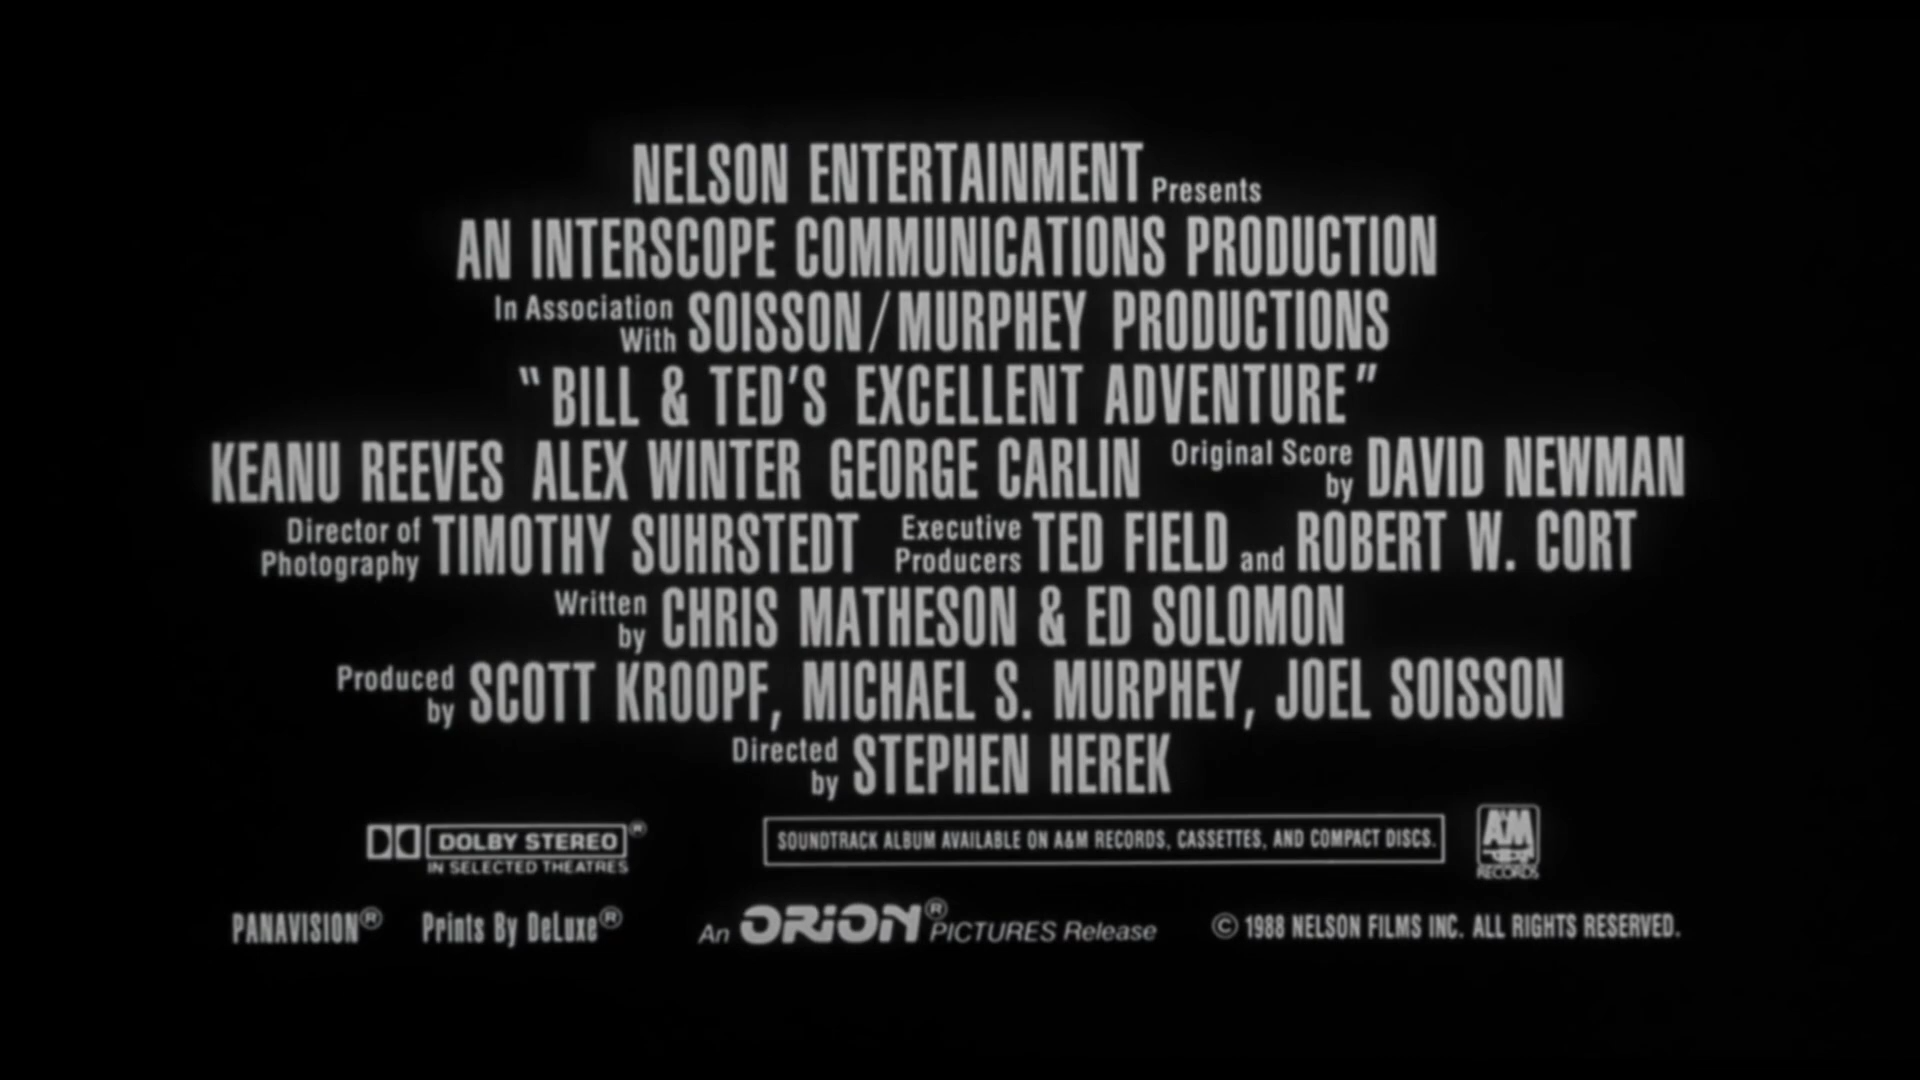 NELSON ENTERTAINMENT Presents
AN INTERSCOPE COMMUNICATIONS PRODUCTION
In Association With SOISSON/MURPHEY PRODUCTIONS
"BILL & TED'S EXCELLENT ADVENTURE"
KEANU REEVES ALEX WINTER GEORGE CARLIN Original Score by DAVID NEWMAN
Director of Photography TIMOTHY SUHRSTEDT Executive Producers TED FIELD and ROBERT W. CORT
Written by CHRIS MATHESON & ED SOLOMON
Produced by SCOTT KROOPF, MICHAEL S. MURPHEY, JOEL SOISSON
Directed by STEPHEN HEREK
DOLBY STEREO® IN SELECTED THEATRES
SOUNDTRACK ALBUM AVAILABLE ON A&M RECORDS, CASSETTES, AND COMPACT DISCS.
A&M RECORDS
PANAVISION® Prints By DeLuxe® An ORION® PICTURES Release © 1988 NELSON FILMS INC. ALL RIGHTS RESERVED.